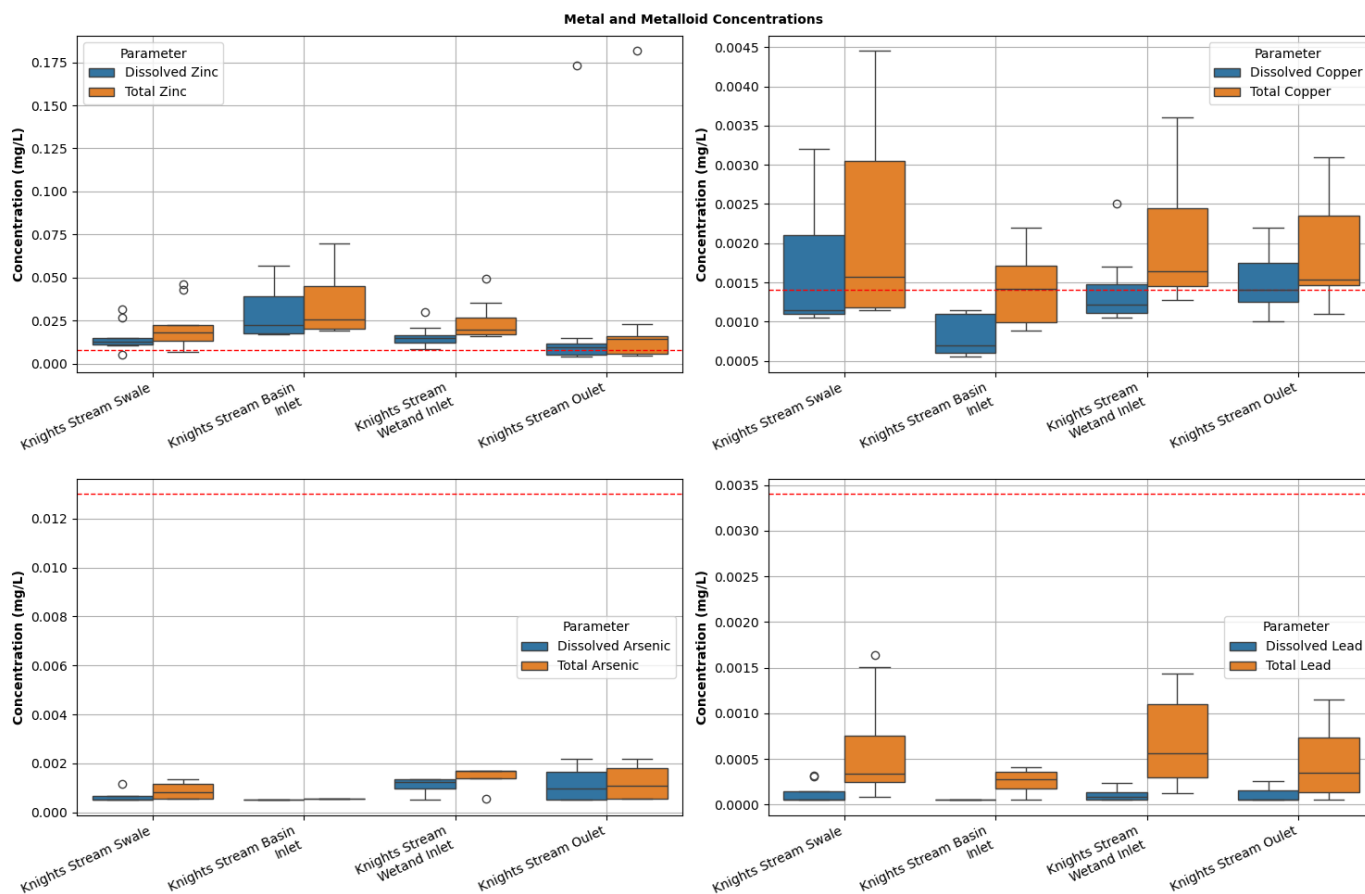 Metal and Metalloid Concentrations
Concentration (mg/L)
0.175
0.150
0.125
0.100
0.075
0.050
0.025
0.000
Parameter
Dissolved Zinc
Total Zinc
Knights Stream Swale
Knights Stream Basin
Inlet
Knights Stream
Wetand Inlet
Knights Stream Oulet
Concentration (mg/L)
0.0045
0.0040
0.0035
0.0030
0.0025
0.0020
0.0015
0.0010
0.0005
Parameter
Dissolved Copper
Total Copper
Knights Stream Swale
Knights Stream Basin
Inlet
Knights Stream
Wetand Inlet
Knights Stream Oulet
Concentration (mg/L)
0.012
0.010
0.008
0.006
0.004
0.002
0.000
Parameter
Dissolved Arsenic
Total Arsenic
Knights Stream Swale
Knights Stream Basin
Inlet
Knights Stream
Wetand Inlet
Knights Stream Oulet
Concentration (mg/L)
0.0035
0.0030
0.0025
0.0020
0.0015
0.0010
0.0005
0.0000
Parameter
Dissolved Lead
Total Lead
Knights Stream Swale
Knights Stream Basin
Inlet
Knights Stream
Wetand Inlet
Knights Stream Oulet